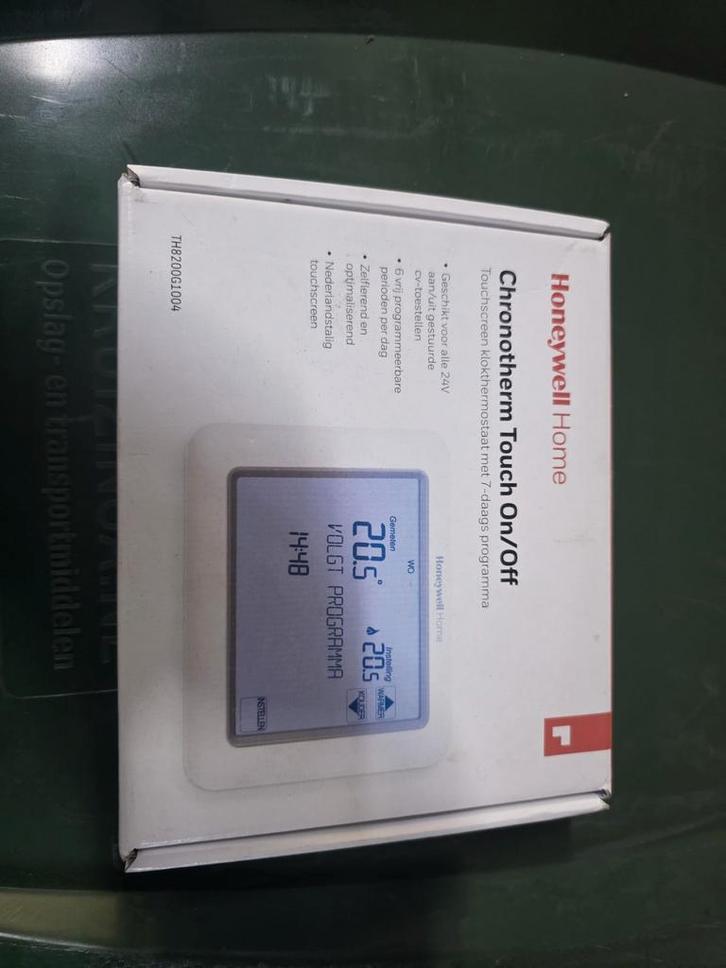 Honeywell Home
Chronotherm Touch On/Off
Touchscreen klokthermostaat met 7-daags programma
• Geschikt voor alle 24V
aan/uit gestuurde
cv-toestellen
• 6 vrij programmeerbare
perioden per dag
• Zelflerend en
optimaliserend
• Nederlandstalig
touchscreen
TH8200G1004
Honeywell Home
WO
Gemeten
20.5°
Instelling
20.5
WARMER
KOUDER
VOLGT PROGRAMMA
14:48
INSTELLEN
Opslag- en transportmiddelen